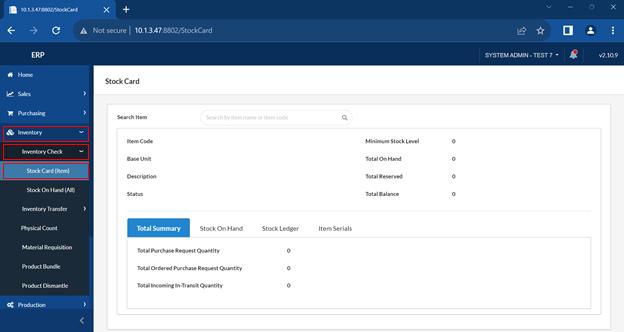 10.1.3.47:8802/StockCard
Not secure | 10.1.3.47:8802/StockCard
ERP
SYSTEM ADMIN - TEST 7
v2.10.9
Home
Sales
Purchasing
Inventory
Inventory Check
Stock Card (Item)
Stock On Hand (All)
Inventory Transfer
Physical Count
Material Requisition
Product Bundle
Product Dismantle
Production
Stock Card
Search Item
Search by item name or item code
Item Code
Minimum Stock Level 0
Base Unit
Total On Hand 0
Description
Total Reserved 0
Status
Total Balance 0
Total Summary Stock On Hand Stock Ledger Item Serials
Total Purchase Request Quantity 0
Total Ordered Purchase Request Quantity 0
Total Incoming In-Transit Quantity 0